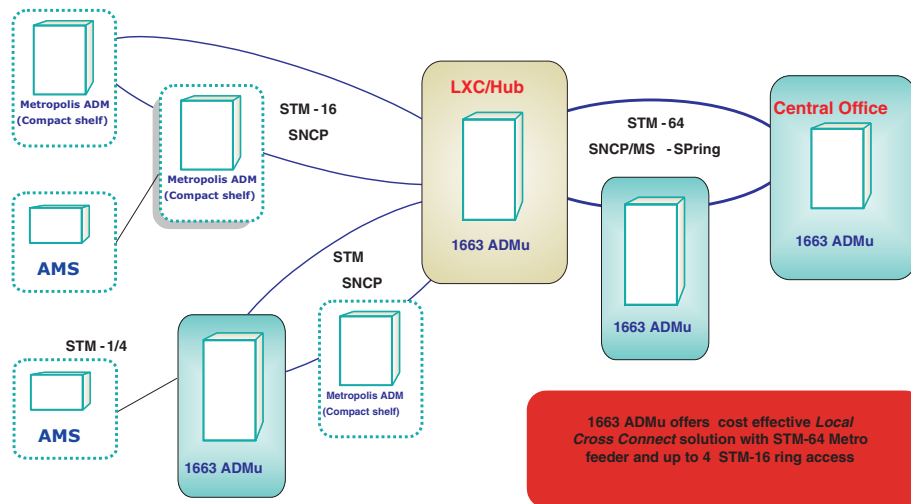 Metropolis ADM
(Compact shelf)
Metropolis ADM
(Compact shelf)
STM - 16
SNCP
AMS
LXC/Hub
1663 ADMu
STM - 64
SNCP/MS - SPring
Central Office
1663 ADMu
1663 ADMu
STM
SNCP
Metropolis ADM
(Compact shelf)
STM - 1/4
AMS
1663 ADMu
1663 ADMu offers cost effective Local
Cross Connect solution with STM-64 Metro
feeder and up to 4 STM-16 ring access